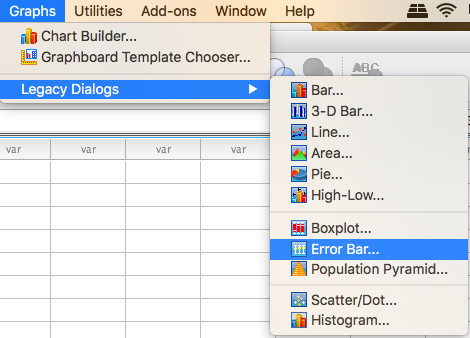 Graphs Utilities Add-ons Window Help
Chart Builder...
Graphboard Template Chooser...
Legacy Dialogs
ABC
Bar...
3-D Bar...
var var var var
Line...
Area...
Pie...
High-Low...
Boxplot...
Error Bar...
Population Pyramid...
Scatter/Dot...
Histogram...